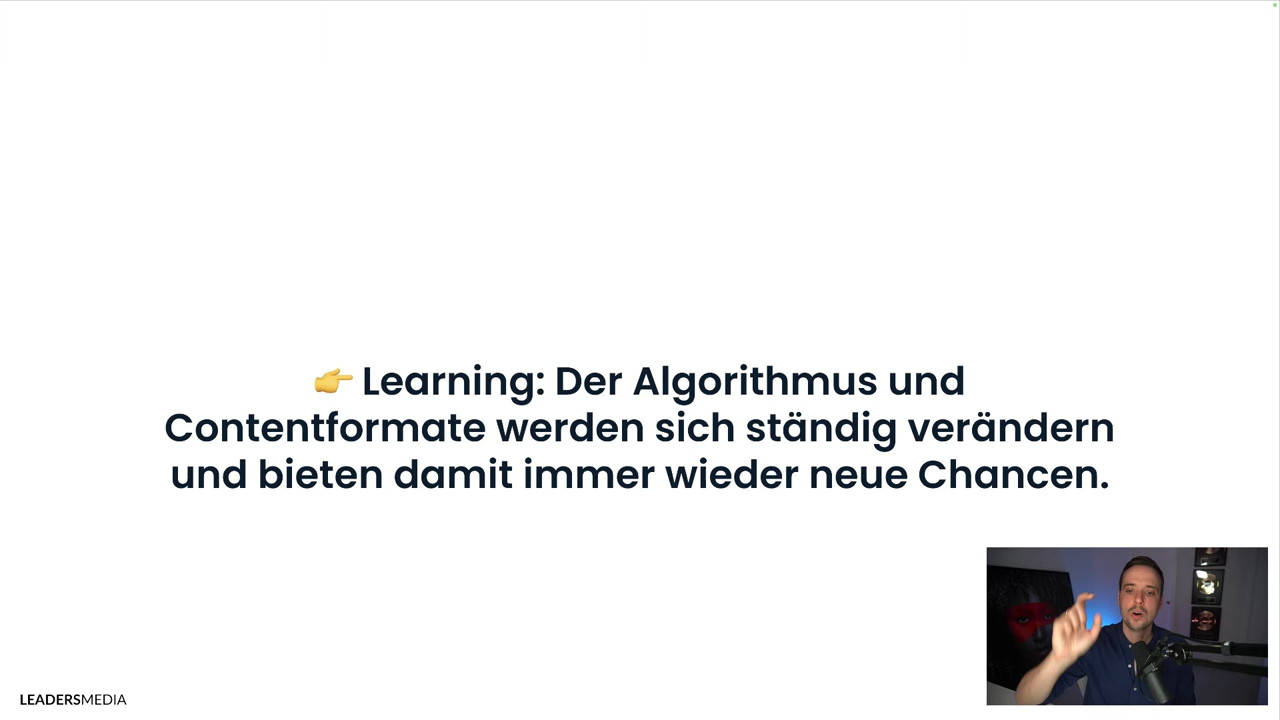 👉 Learning: Der Algorithmus und
Contentformate werden sich ständig verändern
und bieten damit immer wieder neue Chancen.
LEADERSMEDIA